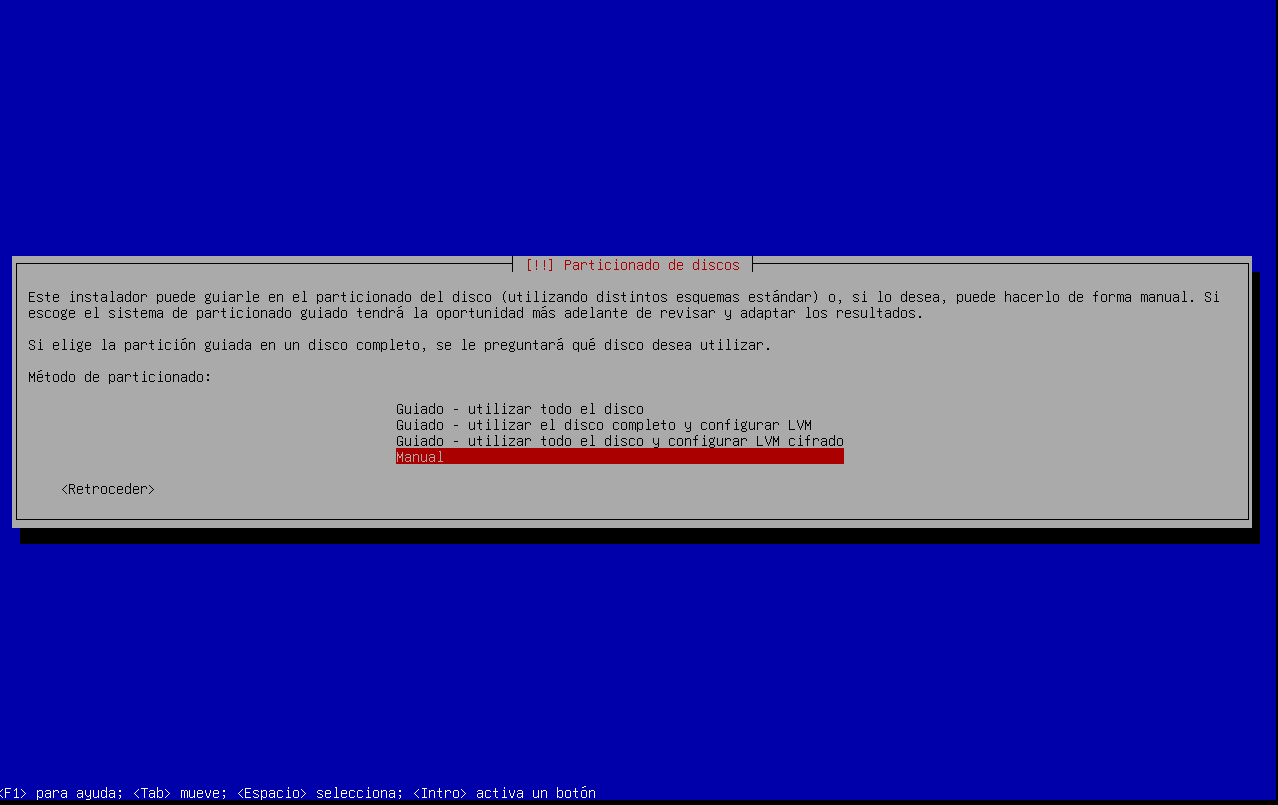 [!!] Particionado de discos
Este instalador puede guiarle en el particionado del disco (utilizando distintos esquemas estándar) o, si lo desea, puede hacerlo de forma manual. Si
escoge el sistema de particionado guiado tendrá la oportunidad más adelante de revisar y adaptar los resultados.
Si elige la partición guiada en un disco completo, se le preguntará qué disco desea utilizar.
Método de particionado:
Guiado - utilizar todo el disco
Guiado - utilizar el disco completo y configurar LVM
Guiado - utilizar todo el disco y configurar LVM cifrado
Manual
<Retroceder>
<F1> para ayuda; <Tab> mueve; <Espacio> selecciona; <Intro> activa un botón